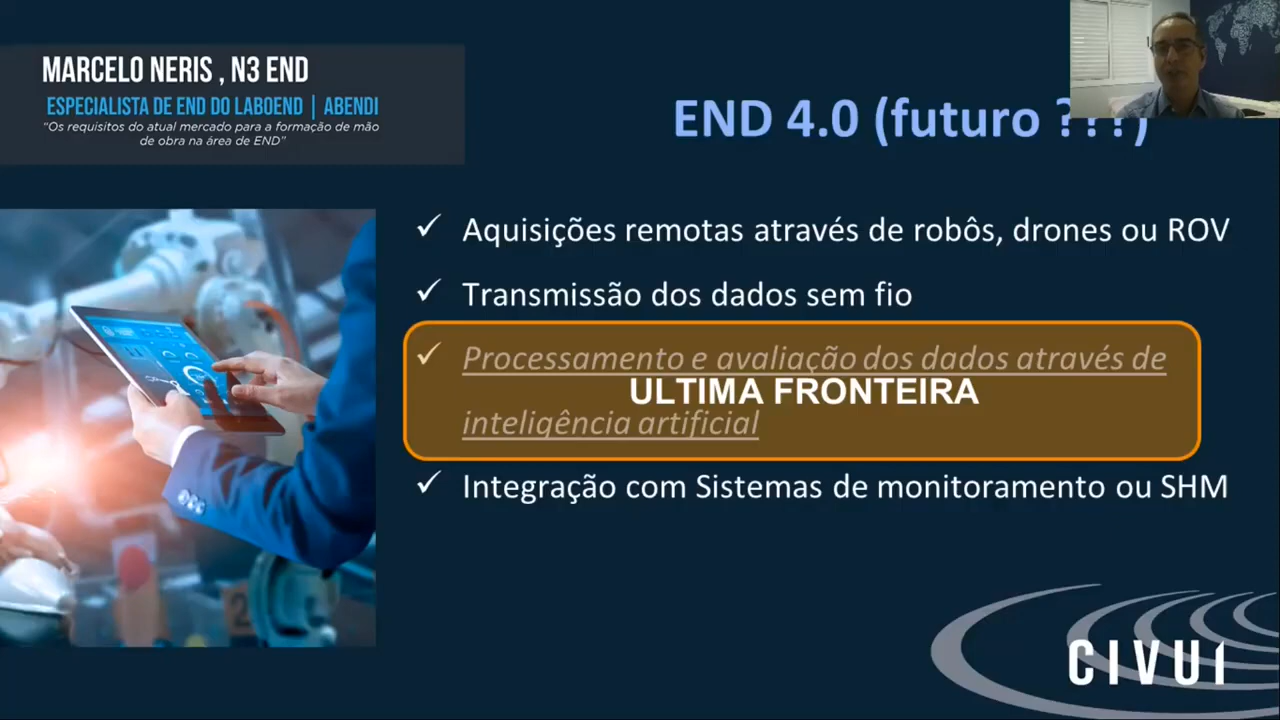 MARCELO NERIS , N3 END
ESPECIALISTA DE END DO LABOEND | ABENDI
“Os requisitos do atual mercado para a formação de mão
de obra na área de END”
END 4.0 (futuro ???)
✓ Aquisições remotas através de robôs, drones ou ROV
✓ Transmissão dos dados sem fio
✓ Processamento e avaliação dos dados através de
ULTIMA FRONTEIRA
inteligência artificial
✓ Integração com Sistemas de monitoramento ou SHM
2
CIVUI